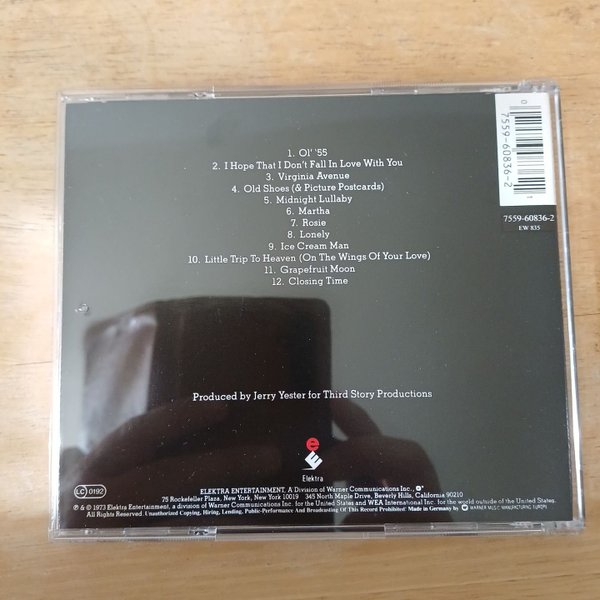 1. Ol' '55
2. I Hope That I Don't Fall In Love With You
3. Virginia Avenue
4. Old Shoes (& Picture Postcards)
5. Midnight Lullaby
6. Martha
7. Rosie
8. Lonely
9. Ice Cream Man
10. Little Trip To Heaven (On The Wings Of Your Love)
11. Grapefruit Moon
12. Closing Time
0
7559-60836-2
1
7559-60836-2
EW 835
Produced by Jerry Yester for Third Story Productions
e
E
Elektra
LC 0192
ELEKTRA ENTERTAINMENT, A Division of Warner Communications Inc.,
75 Rockefeller Plaza, New York, New York 10019 345 North Maple Drive, Beverly Hills, California 90210
℗ & © 1973 Elektra Entertainment, a division of Warner Communications Inc. for the United States and WEA International Inc. for the world outside of the United States.
All Rights Reserved. Unauthorized Copying, Hiring, Lending, Public Performance And Broadcasting Of This Record Prohibited. Made in Germany by WARNER MUSIC MANUFACTURING EUROPE